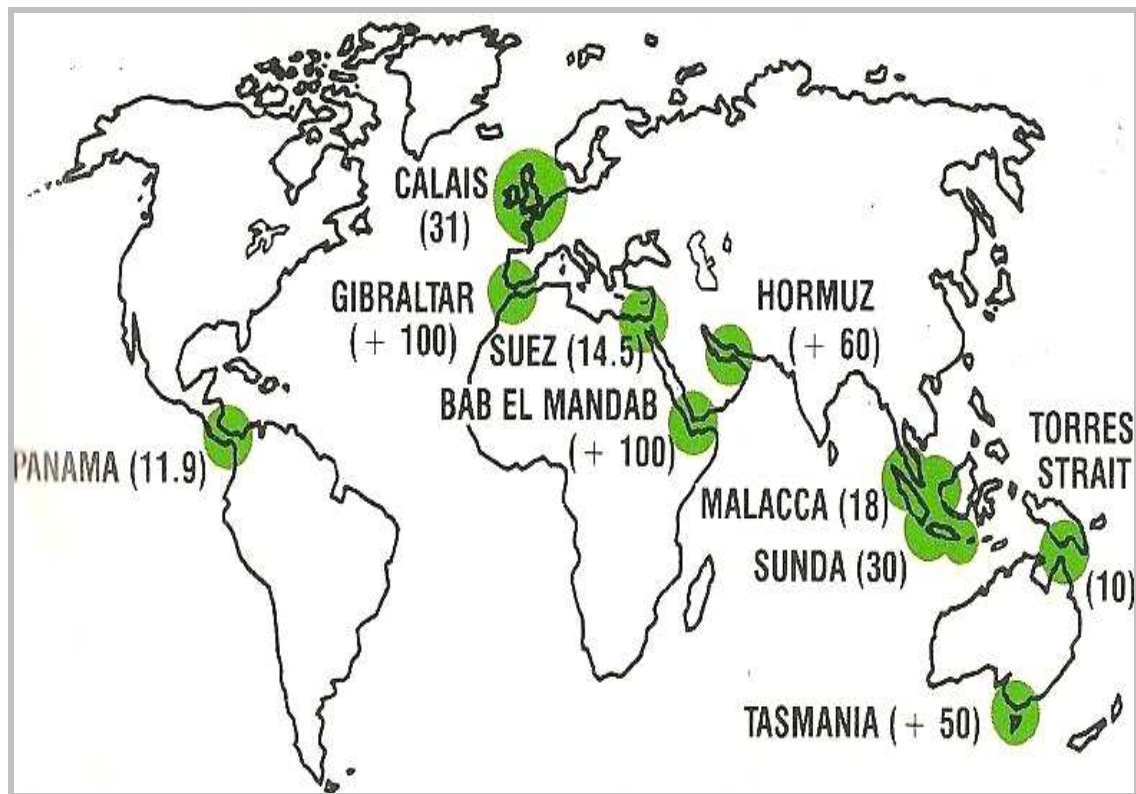 CALAIS
(31)
GIBRALTAR
(+ 100)
SUEZ (14.5)
HORMUZ
(+ 60)
BAB EL MANDAB
(+ 100)
PANAMA (11.9)
TORRES
STRAIT
(10)
MALACCA (18)
SUNDA (30)
TASMANIA (+ 50)